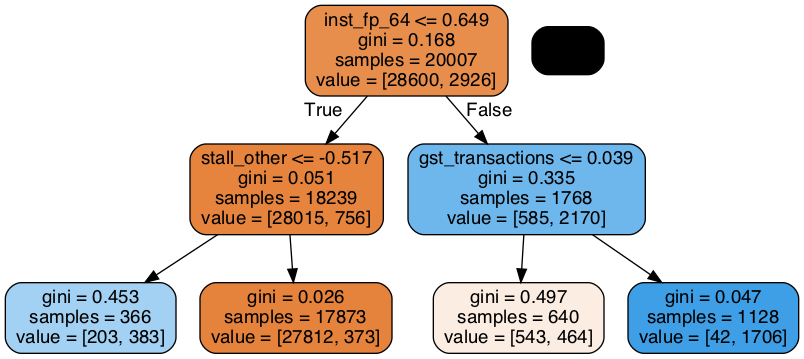 inst_fp_64 <= 0.649
gini = 0.168
samples = 20007
value = [28600, 2926]
True
False
stall_other <= -0.517
gini = 0.051
samples = 18239
value = [28015, 756]
gst_transactions <= 0.039
gini = 0.335
samples = 1768
value = [585, 2170]
gini = 0.453
samples = 366
value = [203, 383]
gini = 0.026
samples = 17873
value = [27812, 373]
gini = 0.497
samples = 640
value = [543, 464]
gini = 0.047
samples = 1128
value = [42, 1706]